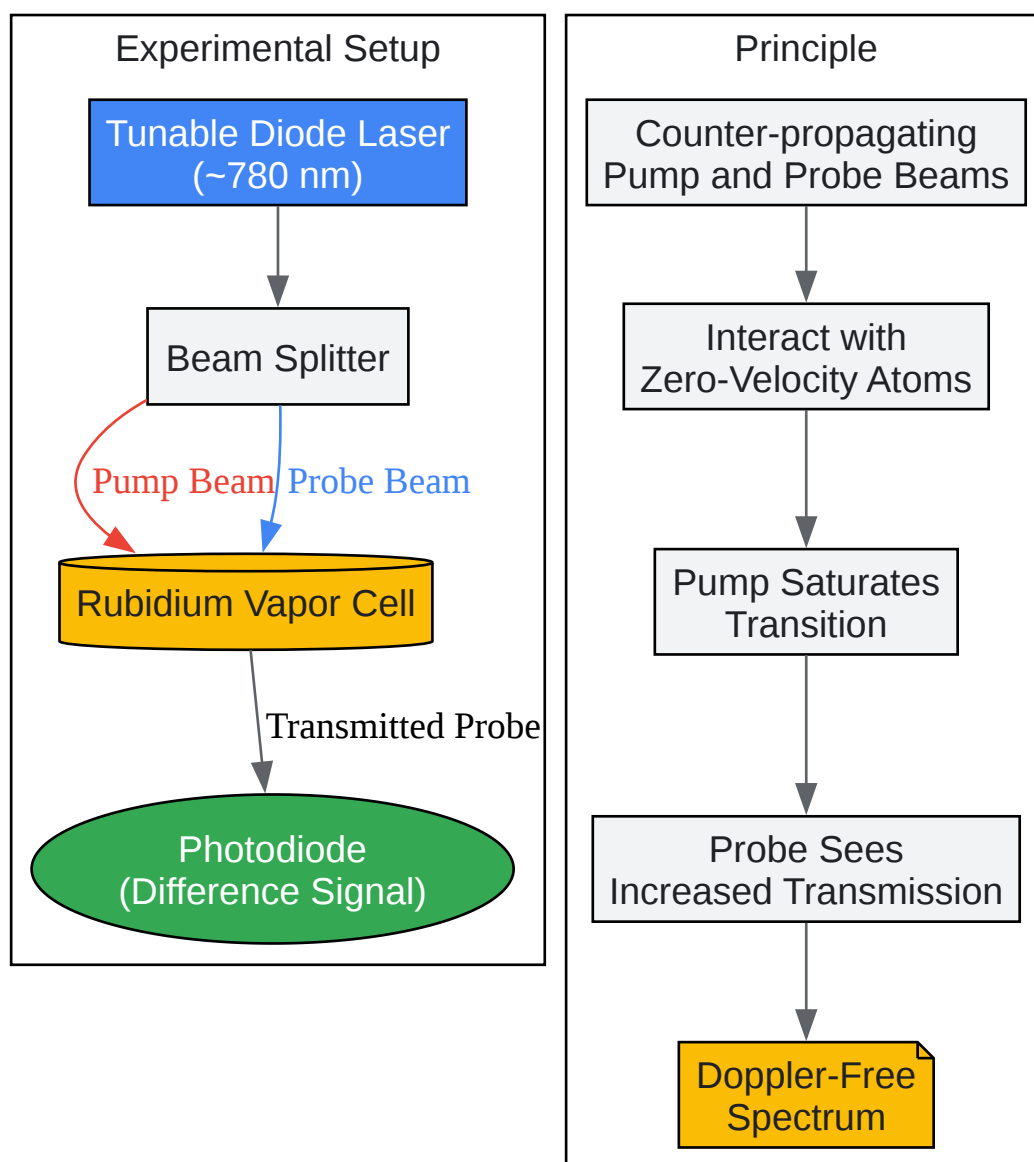 Experimental Setup
Tunable Diode Laser
(~780 nm)
Beam Splitter
Pump Beam
Probe Beam
Rubidium Vapor Cell
Transmitted Probe
Photodiode
(Difference Signal)
Principle
Counter-propagating
Pump and Probe Beams
Interact with
Zero-Velocity Atoms
Pump Saturates
Transition
Probe Sees
Increased Transmission
Doppler-Free
Spectrum